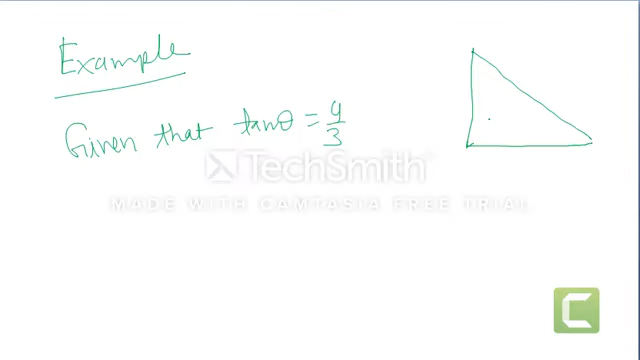 Example
Given that tanθ = 4/3
TechSmith
MADE WITH CAMTASIA FREE TRIAL